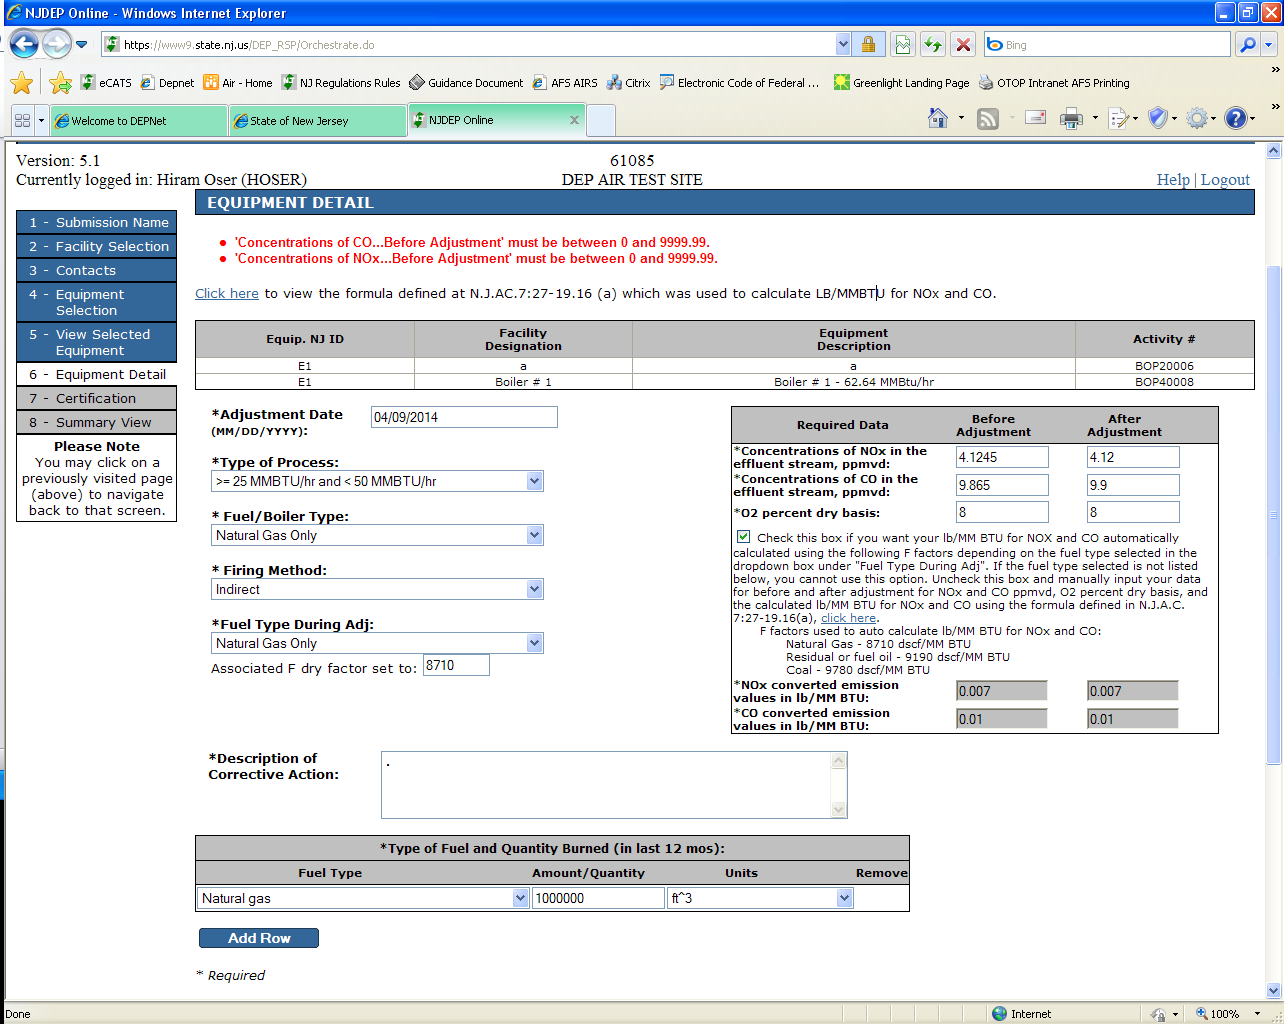 NJDEP Online - Windows Internet Explorer
https://www9.state.nj.us/DEP_RSP/Orchestrate.do
Bing
eCATS Depnet Air - Home NJ Regulations Rules Guidance Document AFS AIRS Citrix Electronic Code of Federal ... Greenlight Landing Page OTOP Intranet AFS Printing
Welcome to DEPNet State of New Jersey NJDEP Online
Version: 5.1
61085
Currently logged in: Hiram Oser (HOSER)
DEP AIR TEST SITE
Help | Logout
1 - Submission Name
2 - Facility Selection
3 - Contacts
4 - Equipment
Selection
5 - View Selected
Equipment
6 - Equipment Detail
7 - Certification
8 - Summary View
Please Note
You may click on a
previously visited page
(above) to navigate
back to that screen.
EQUIPMENT DETAIL
• 'Concentrations of CO...Before Adjustment' must be between 0 and 9999.99.
• 'Concentrations of NOx...Before Adjustment' must be between 0 and 9999.99.
Click here to view the formula defined at N.J.AC.7:27-19.16 (a) which was used to calculate LB/MMBTU for NOx and CO.
Equip. NJ ID Facility Designation Equipment Description Activity #
E1 a a BOP20006
E1 Boiler # 1 Boiler # 1 - 62.64 MMBtu/hr BOP40008
*Adjustment Date
(MM/DD/YYYY):
04/09/2014
*Type of Process:
>= 25 MMBTU/hr and < 50 MMBTU/hr
* Fuel/Boiler Type:
Natural Gas Only
* Firing Method:
Indirect
*Fuel Type During Adj:
Natural Gas Only
Associated F dry factor set to: 8710
Required Data Before Adjustment After Adjustment
*Concentrations of NOx in the
effluent stream, ppmvd:
4.1245 4.12
*Concentrations of CO in the
effluent stream, ppmvd:
9.865 9.9
*O2 percent dry basis: 8 8
Check this box if you want your lb/MM BTU for NOX and CO automatically
calculated using the following F factors depending on the fuel type selected in the
dropdown box under "Fuel Type During Adj". If the fuel type selected is not listed
below, you cannot use this option. Uncheck this box and manually input your data
for before and after adjustment for NOx and CO ppmvd, O2 percent dry basis, and
the calculated lb/MM BTU for NOx and CO using the formula defined in N.J.A.C.
7:27-19.16(a), click here.
F factors used to auto calculate lb/MM BTU for NOx and CO:
Natural Gas - 8710 dscf/MM BTU
Residual or fuel oil - 9190 dscf/MM BTU
Coal - 9780 dscf/MM BTU
*NOx converted emission
values in lb/MM BTU:
0.007 0.007
*CO converted emission
values in lb/MM BTU:
0.01 0.01
*Description of
Corrective Action:
.
*Type of Fuel and Quantity Burned (in last 12 mos):
Fuel Type Amount/Quantity Units Remove
Natural gas 1000000 ft^3
Add Row
* Required
Done
Internet
100%